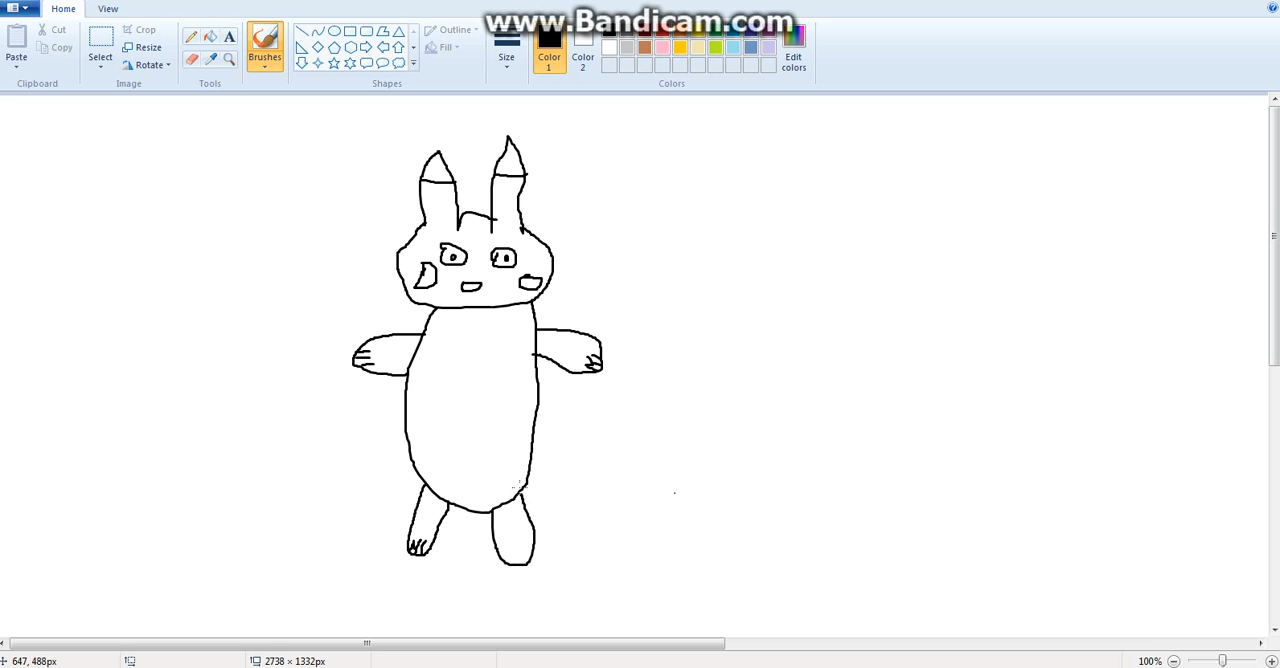 www.Bandicam.com
Home View
Cut
Copy
Paste
Clipboard
Select
Crop
Resize
Rotate
Image
A
Tools
Brushes
Outline
Fill
Shapes
Size
Color
1
Color
2
Edit
colors
Colors
647, 488px
2738 × 1332px
100%